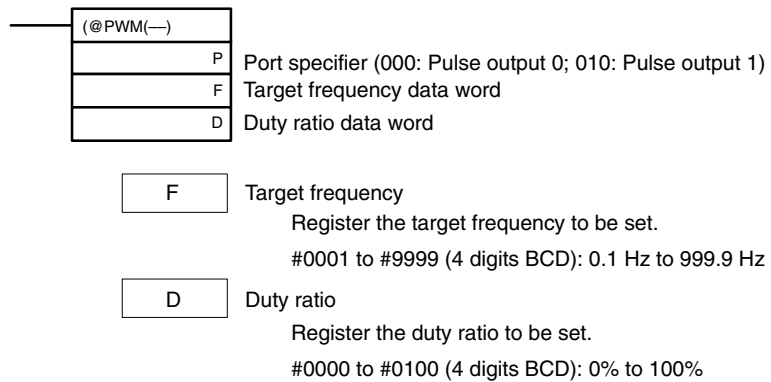 (@PWM(––)
P Port specifier (000: Pulse output 0; 010: Pulse output 1)
F Target frequency data word
D Duty ratio data word
F Target frequency
Register the target frequency to be set.
#0001 to #9999 (4 digits BCD): 0.1 Hz to 999.9 Hz
D Duty ratio
Register the duty ratio to be set.
#0000 to #0100 (4 digits BCD): 0% to 100%